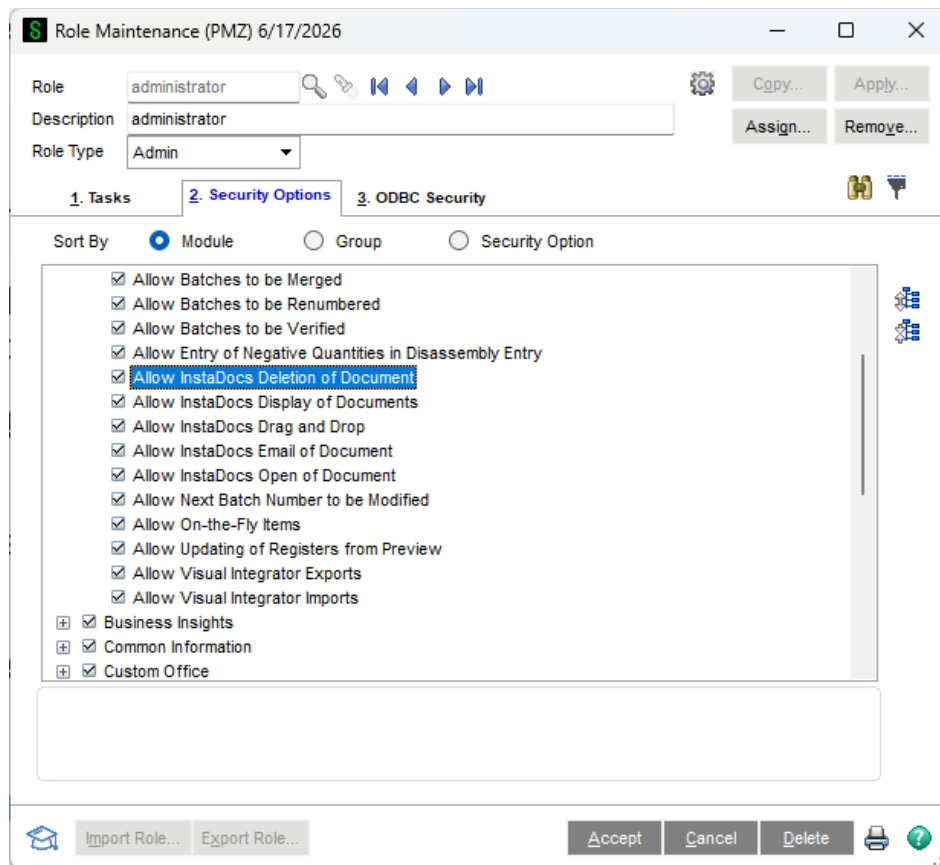 S Role Maintenance (PMZ) 6/17/2026
Role administrator Copy... Apply...
Description administrator Assign... Remove...
Role Type Admin
1. Tasks 2. Security Options 3. ODBC Security
Sort By Module Group Security Option
Allow Batches to be Merged
Allow Batches to be Renumbered
Allow Batches to be Verified
Allow Entry of Negative Quantities in Disassembly Entry
Allow InstaDocs Deletion of Document
Allow InstaDocs Display of Documents
Allow InstaDocs Drag and Drop
Allow InstaDocs Email of Document
Allow InstaDocs Open of Document
Allow Next Batch Number to be Modified
Allow On-the-Fly Items
Allow Updating of Registers from Preview
Allow Visual Integrator Exports
Allow Visual Integrator Imports
Business Insights
Common Information
Custom Office
Import Role... Export Role... Accept Cancel Delete ?